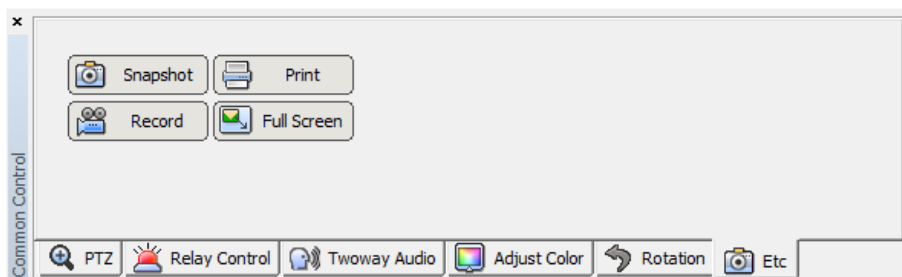 Common Control
Snapshot
Print
Record
Full Screen
PTZ
Relay Control
Twoway Audio
Adjust Color
Rotation
Etc